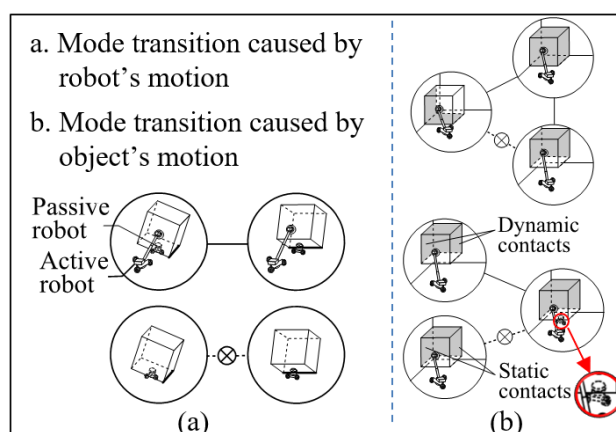 a. Mode transition caused by
robot's motion
b. Mode transition caused by
object's motion
Passive
robot
Active
robot
(a)
Dynamic
contacts
Static
contacts
(b)